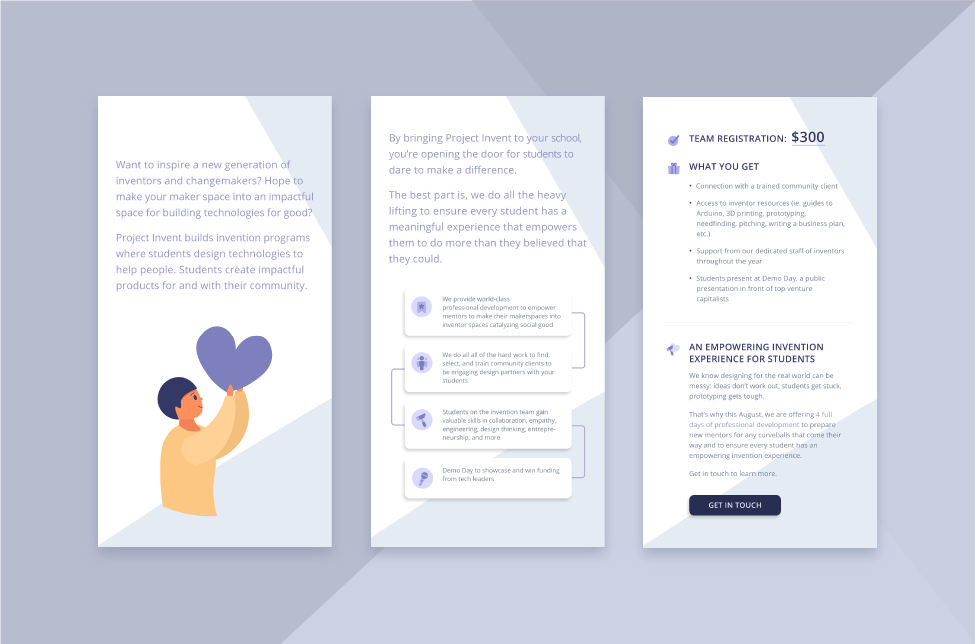 Want to inspire a new generation of
inventors and changemakers? Hope to
make your maker space into an impactful
space for building technologies for good?
Project Invent builds invention programs
where students design technologies to
help people. Students create impactful
products for and with their community.
By bringing Project Invent to your school,
you're opening the door for students to
dare to make a difference.
The best part is, we do all the heavy
lifting to ensure every student has a
meaningful experience that empowers
them to do more than they believed that
they could.
We provide world-class
professional development to empower
mentors to make their makerspaces into
inventor spaces catalyzing social good
We do all all of the hard work to find,
select, and train community clients to
be engaging design partners with your
students
Students on the invention team gain
valuable skills in collaboration, empathy,
engineering, design thinking, entrepre-
neurship, and more
Demo Day to showcase and win funding
from tech leaders
TEAM REGISTRATION: $300
WHAT YOU GET
• Connection with a trained community client
• Access to inventor resources (ie. guides to
Arduino, 3D printing, prototyping,
needfinding, pitching, writing a business plan,
etc.)
• Support from our dedicated staff of inventors
throughout the year
• Students present at Demo Day, a public
presentation in front of top venture
capitalists
AN EMPOWERING INVENTION
EXPERIENCE FOR STUDENTS
We know designing for the real world can be
messy: ideas don't work out, students get stuck,
prototyping gets tough.
That's why this August, we are offering 4 full
days of professional development to prepare
new mentors for any curveballs that come their
way and to ensure every student has an
empowering invention experience.
Get in touch to learn more.
GET IN TOUCH